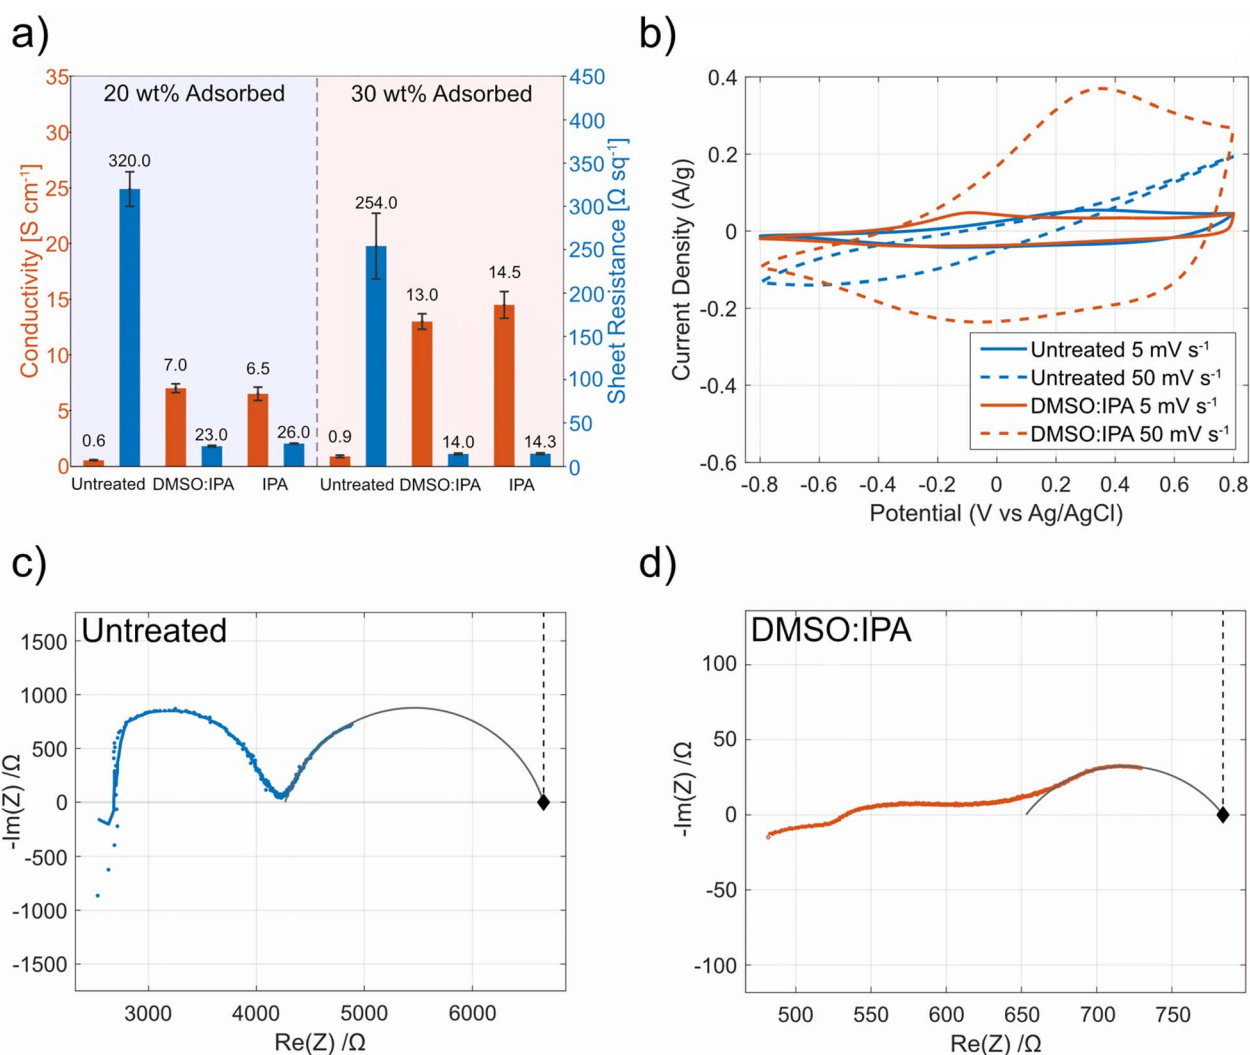 a)
35
30
25
20
15
10
5
0
Conductivity [S cm⁻¹]
20 wt% Adsorbed
30 wt% Adsorbed
320.0
254.0
0.6
7.0
23.0
6.5
26.0
0.9
13.0
14.0
14.5
14.3
Untreated DMSO:IPA IPA Untreated DMSO:IPA IPA
450
400
350
300
250
200
150
100
50
0
Sheet Resistance [Ω sq⁻¹]
b)
0.4
0.2
0
-0.2
-0.4
-0.6
Current Density (A/g)
Untreated 5 mV s⁻¹
Untreated 50 mV s⁻¹
DMSO:IPA 5 mV s⁻¹
DMSO:IPA 50 mV s⁻¹
-0.8 -0.6 -0.4 -0.2 0 0.2 0.4 0.6 0.8
Potential (V vs Ag/AgCl)
c)
Untreated
1500
1000
500
0
-500
-1000
-1500
-Im(Z) /Ω
3000 4000 5000 6000
Re(Z) /Ω
d)
DMSO:IPA
100
50
0
-50
-100
-Im(Z) /Ω
500 550 600 650 700 750
Re(Z) /Ω